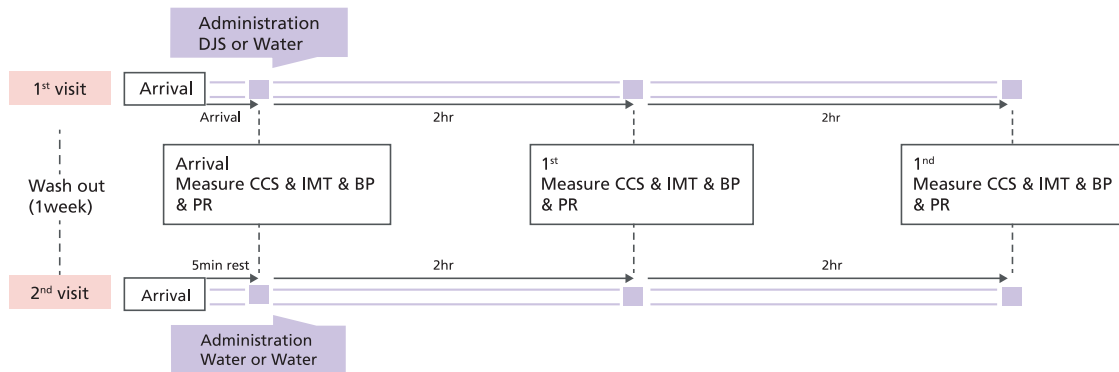 Administration
DJS or Water
1st visit
Arrival
Arrival
2hr
2hr
Wash out
(1week)
Arrival
Measure CCS & IMT & BP
& PR
1st
Measure CCS & IMT & BP
& PR
1nd
Measure CCS & IMT & BP
& PR
5min rest
2hr
2hr
2nd visit
Arrival
Administration
Water or Water